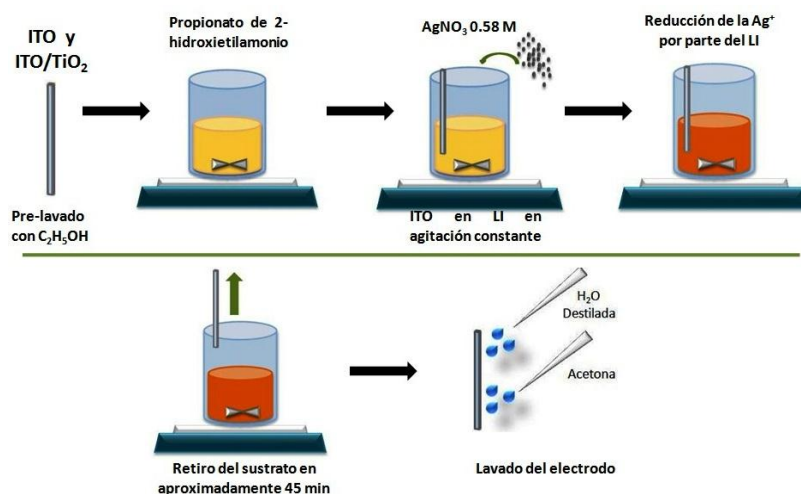 ITO y
ITO/TiO₂
Pre-lavado
con C₂H₅OH
Propionato de 2-
hidroxietilamonio
AgNO₃ 0.58 M
ITO en LI en
agitación constante
Reducción de la Ag⁺
por parte del LI
Retiro del sustrato en
aproximadamente 45 min
H₂O
Destilada
Acetona
Lavado del electrodo